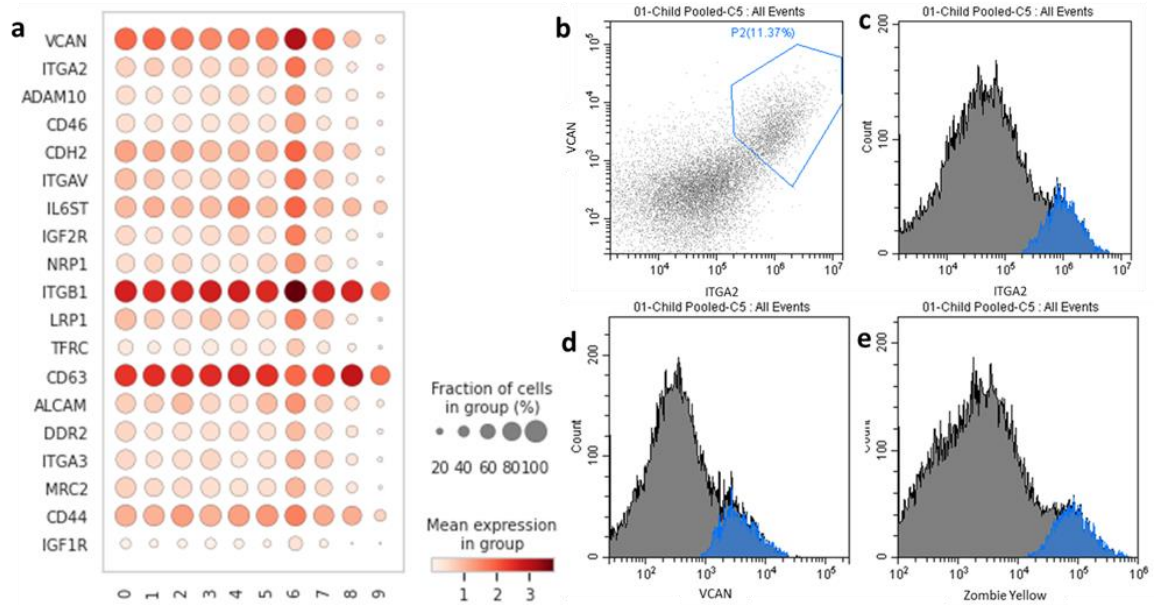 a
VCAN
ITGA2
ADAM10
CD46
CDH2
ITGAV
IL6ST
IGF2R
NRP1
ITGB1
LRP1
TFRC
CD63
ALCAM
DDR2
ITGA3
MRC2
CD44
IGF1R
0 1 2 3 4 5 6 7 8 9
Fraction of cells
in group (%)
20 40 60 80 100
Mean expression
in group
1 2 3
b
01-Child Pooled-C5 : All Events
P2(11.37%)
VCAN
10^5
10^4
10^3
10^2
10^4 10^5 10^6 10^7
ITGA2
c
01-Child Pooled-C5 : All Events
Count
200
100
0
10^4 10^5 10^6 10^7
ITGA2
d
01-Child Pooled-C5 : All Events
Count
200
100
0
10^2 10^3 10^4 10^5
VCAN
e
01-Child Pooled-C5 : All Events
Count
200
100
0
10^2 10^3 10^4 10^5 10^6
Zombie Yellow